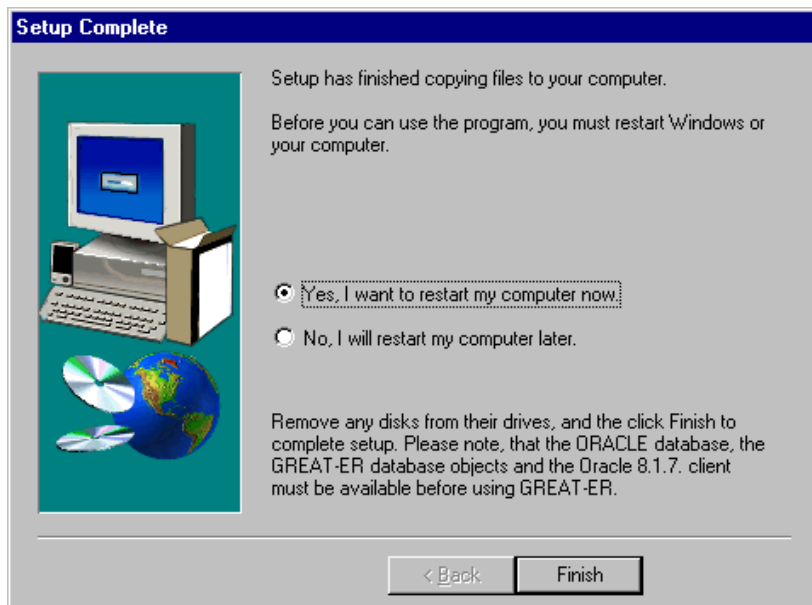 Setup Complete
Setup has finished copying files to your computer.
Before you can use the program, you must restart Windows or
your computer.
Yes, I want to restart my computer now.
No, I will restart my computer later.
Remove any disks from their drives, and the click Finish to
complete setup. Please note, that the ORACLE database, the
GREAT-ER database objects and the Oracle 8.1.7. client
must be available before using GREAT-ER.
< Back
Finish